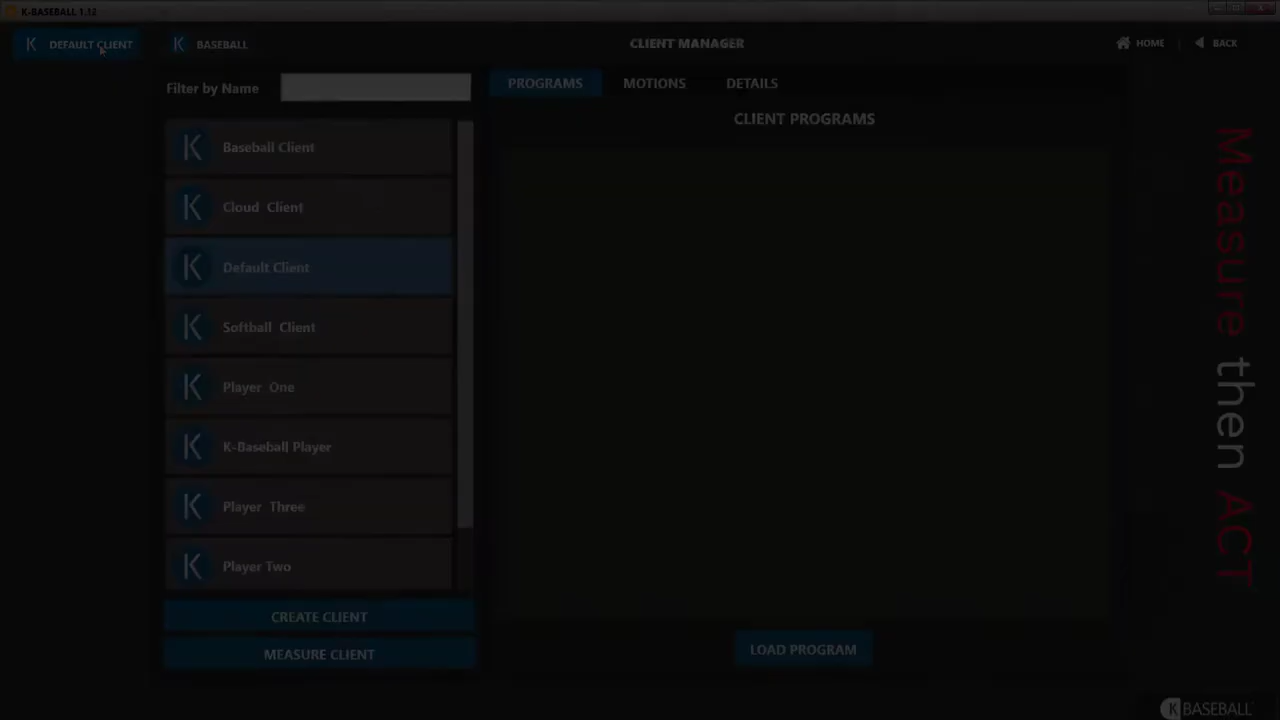 K-BASEBALL 1.12
K DEFAULT CLIENT
K BASEBALL
CLIENT MANAGER
HOME
BACK
Filter by Name
PROGRAMS
MOTIONS
DETAILS
CLIENT PROGRAMS
K Baseball Client
K Cloud Client
K Default Client
K Softball Client
K Player One
K K-Baseball Player
K Player Three
K Player Two
CREATE CLIENT
MEASURE CLIENT
LOAD PROGRAM
Measure then ACT
K BASEBALL